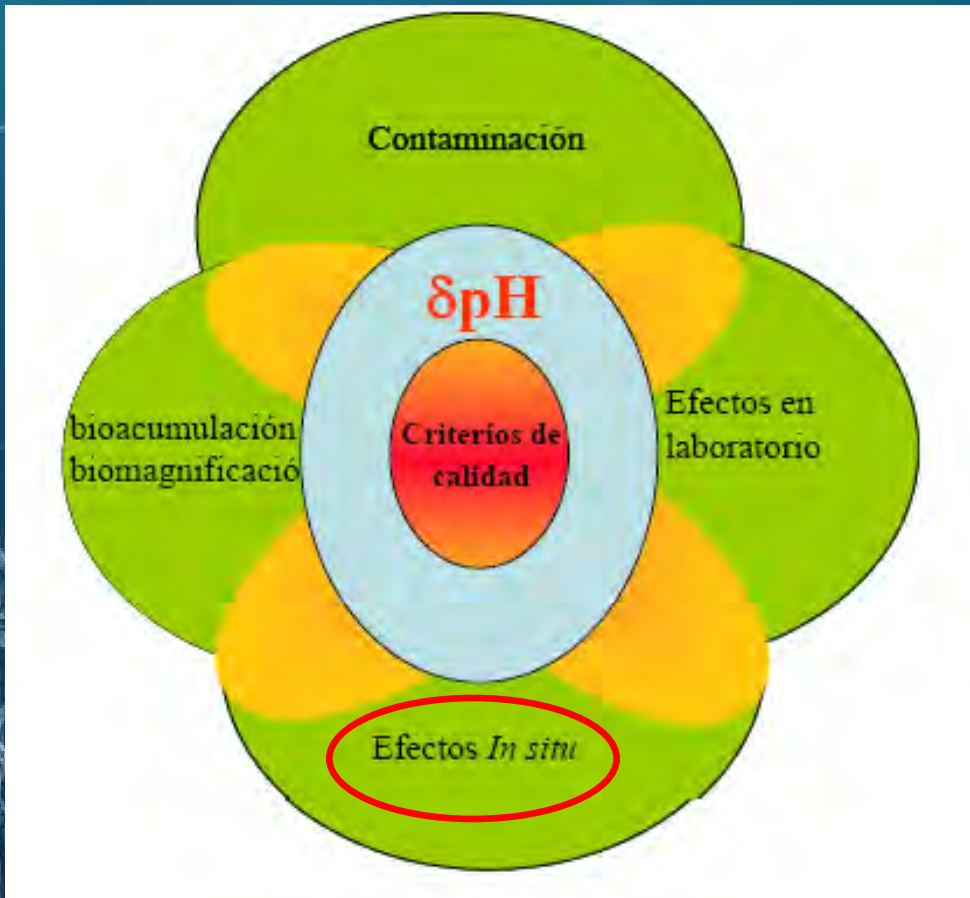 Contaminación
δpH
Criterios de
calidad
bioacumulación
biomagnificació
Efectos en
laboratorio
Efectos In situ